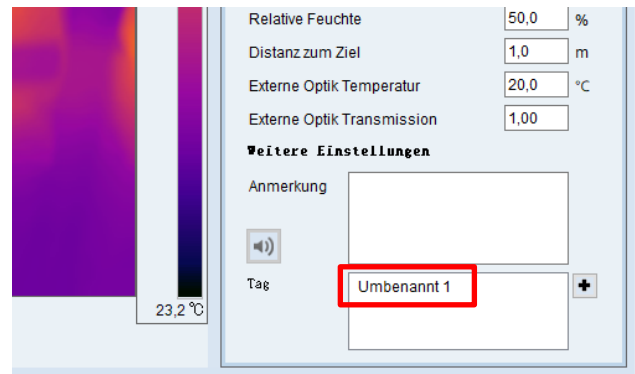 Relative Feuchte 50,0 %
Distanz zum Ziel 1,0 m
Externe Optik Temperatur 20,0 °C
Externe Optik Transmission 1,00
Weitere Einstellungen
Anmerkung
Tag Umbenannt 1
23,2 °C